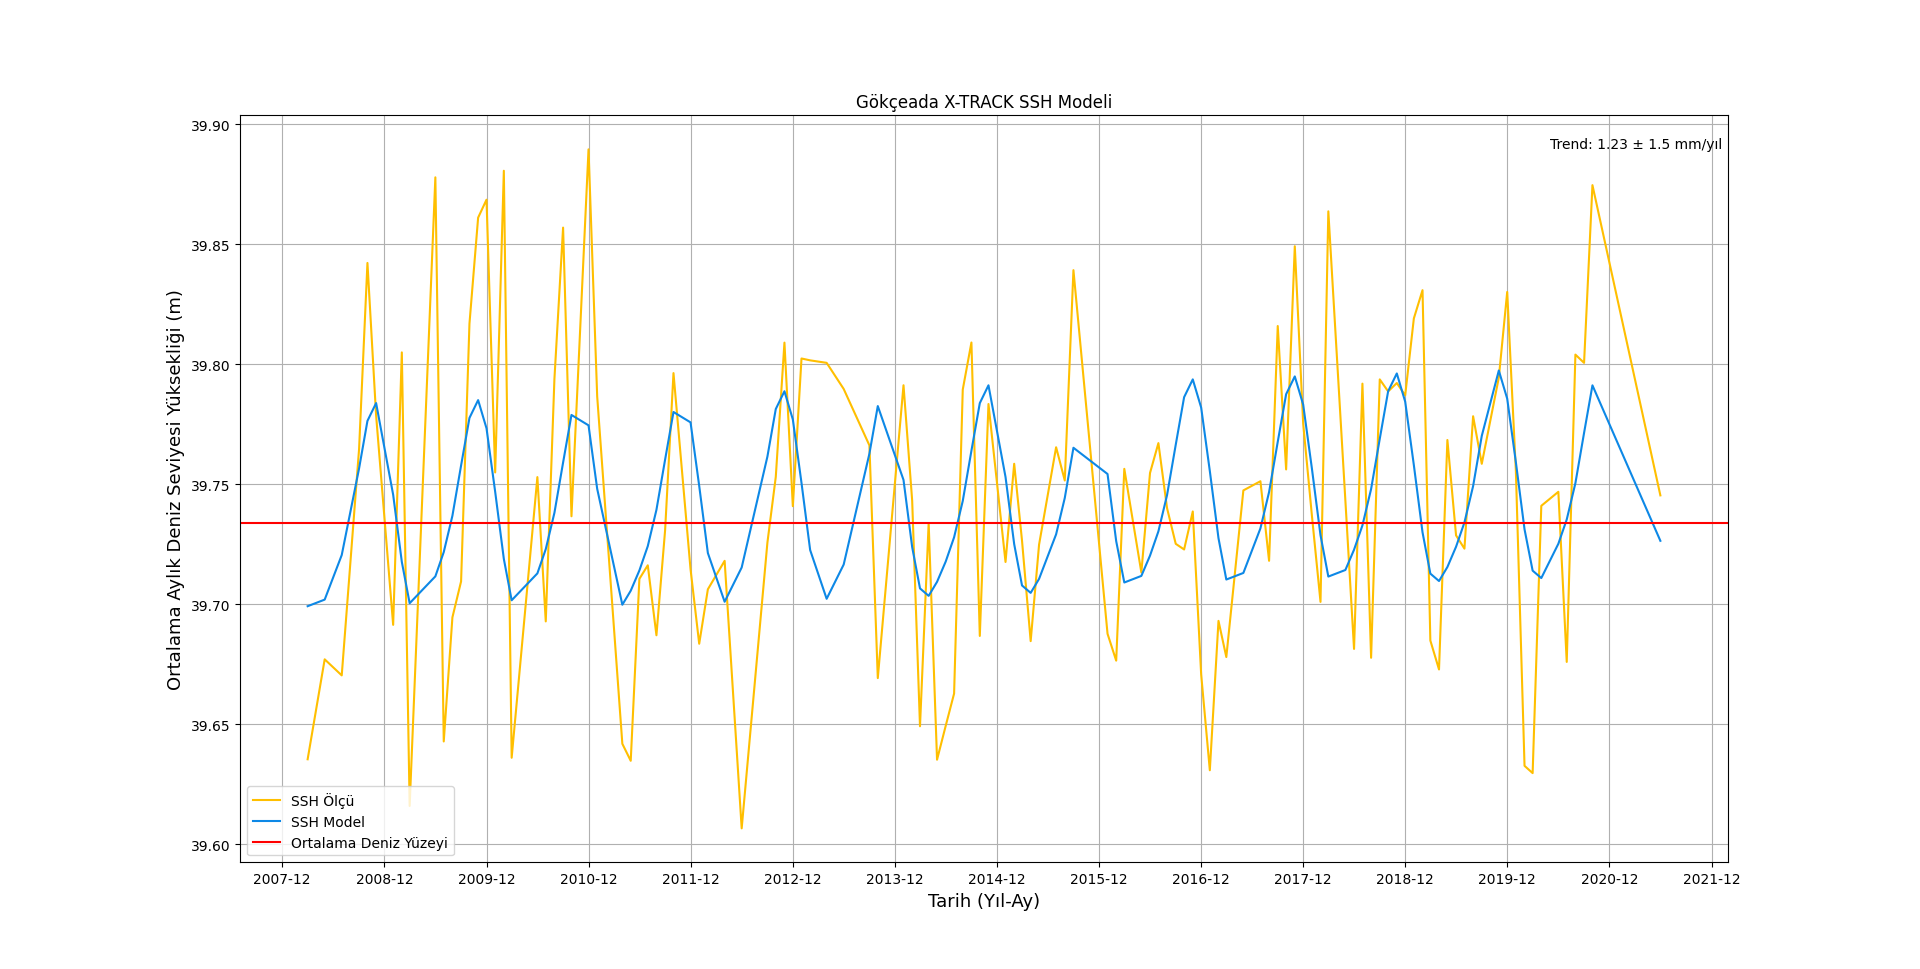 Gökçeada X-TRACK SSH Modeli
Trend: 1.23 ± 1.5 mm/yıl
Ortalama Aylık Deniz Seviyesi Yüksekliği (m)
39.90
39.85
39.80
39.75
39.70
39.65
39.60
SSH Ölçü
SSH Model
Ortalama Deniz Yüzeyi
2007-12 2008-12 2009-12 2010-12 2011-12 2012-12 2013-12 2014-12 2015-12 2016-12 2017-12 2018-12 2019-12 2020-12 2021-12
Tarih (Yıl-Ay)